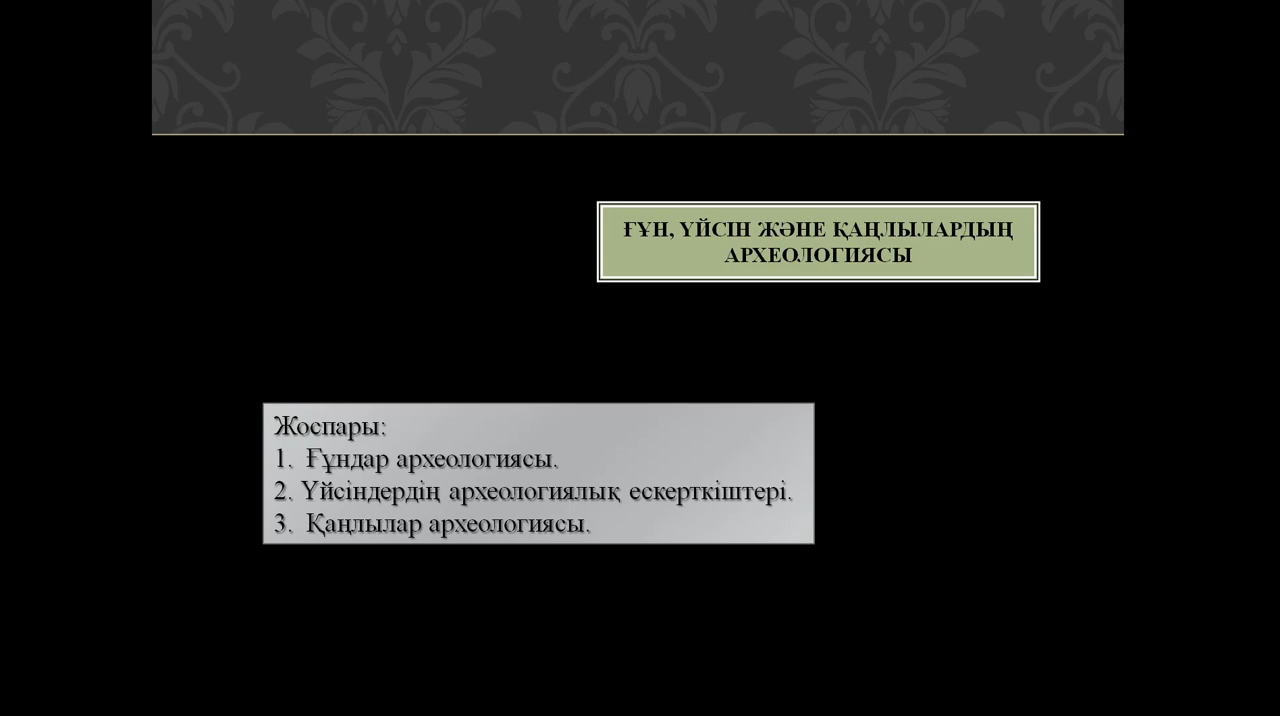 ҒҰН, ҮЙСІН ЖӘНЕ ҚАҢЛЫЛАРДЫҢ
АРХЕОЛОГИЯСЫ
Жоспары:
1. Ғұндар археологиясы.
2. Үйсіндердің археологиялық ескерткіштері.
3. Қаңлылар археологиясы.